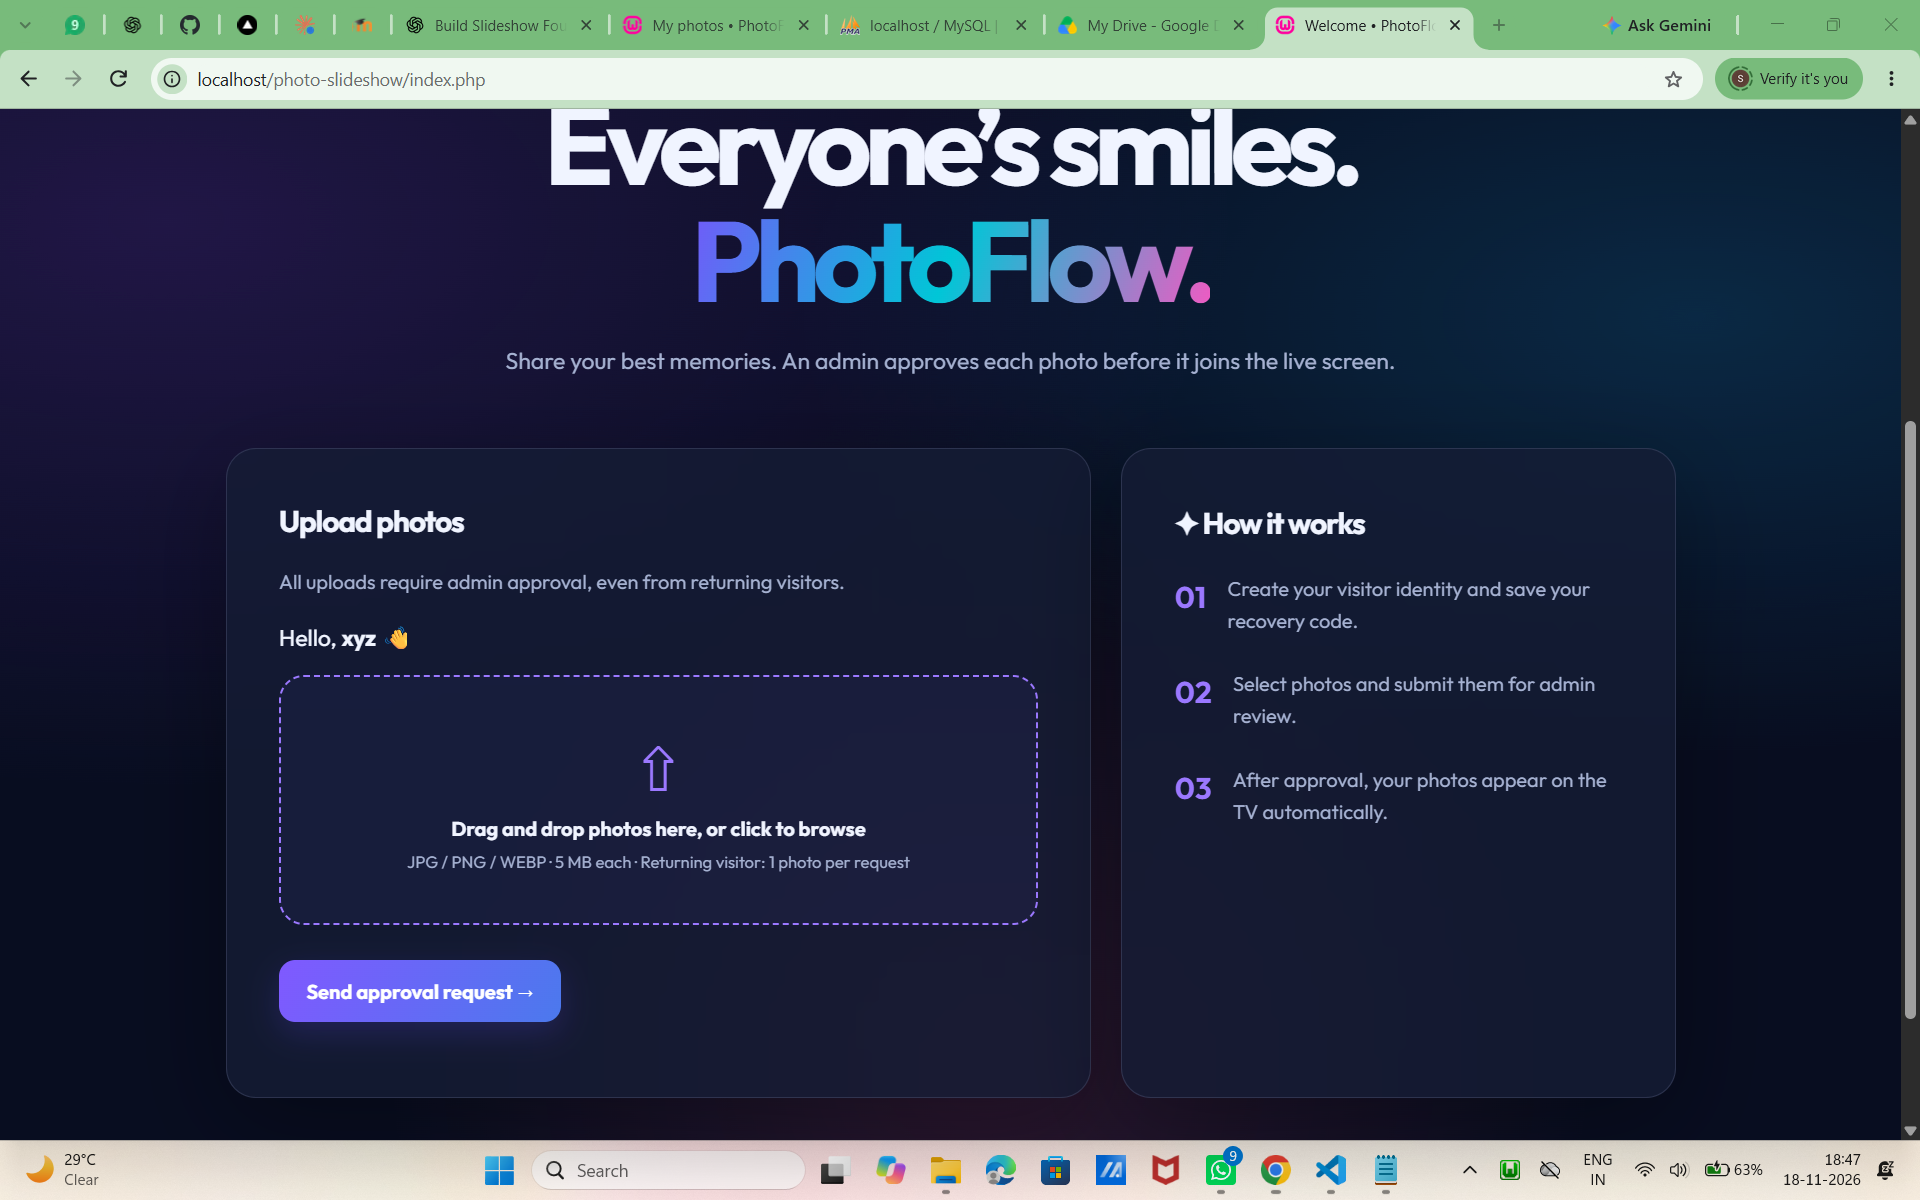 9
Build Slideshow Fou
My photos • PhotoF
localhost / MySQL |
My Drive - Google D
Welcome • PhotoFlo
Ask Gemini
localhost/photo-slideshow/index.php
S
Verify it's you
Everyone's smiles.
PhotoFlow.
Share your best memories. An admin approves each photo before it joins the live screen.
Upload photos
All uploads require admin approval, even from returning visitors.
Hello, xyz 👋
Drag and drop photos here, or click to browse
JPG / PNG / WEBP · 5 MB each · Returning visitor: 1 photo per request
Send approval request →
✦ How it works
01 Create your visitor identity and save your
recovery code.
02 Select photos and submit them for admin
review.
03 After approval, your photos appear on the
TV automatically.
29°C
Clear
Search
9
ENG
IN
63%
18:47
18-11-2026